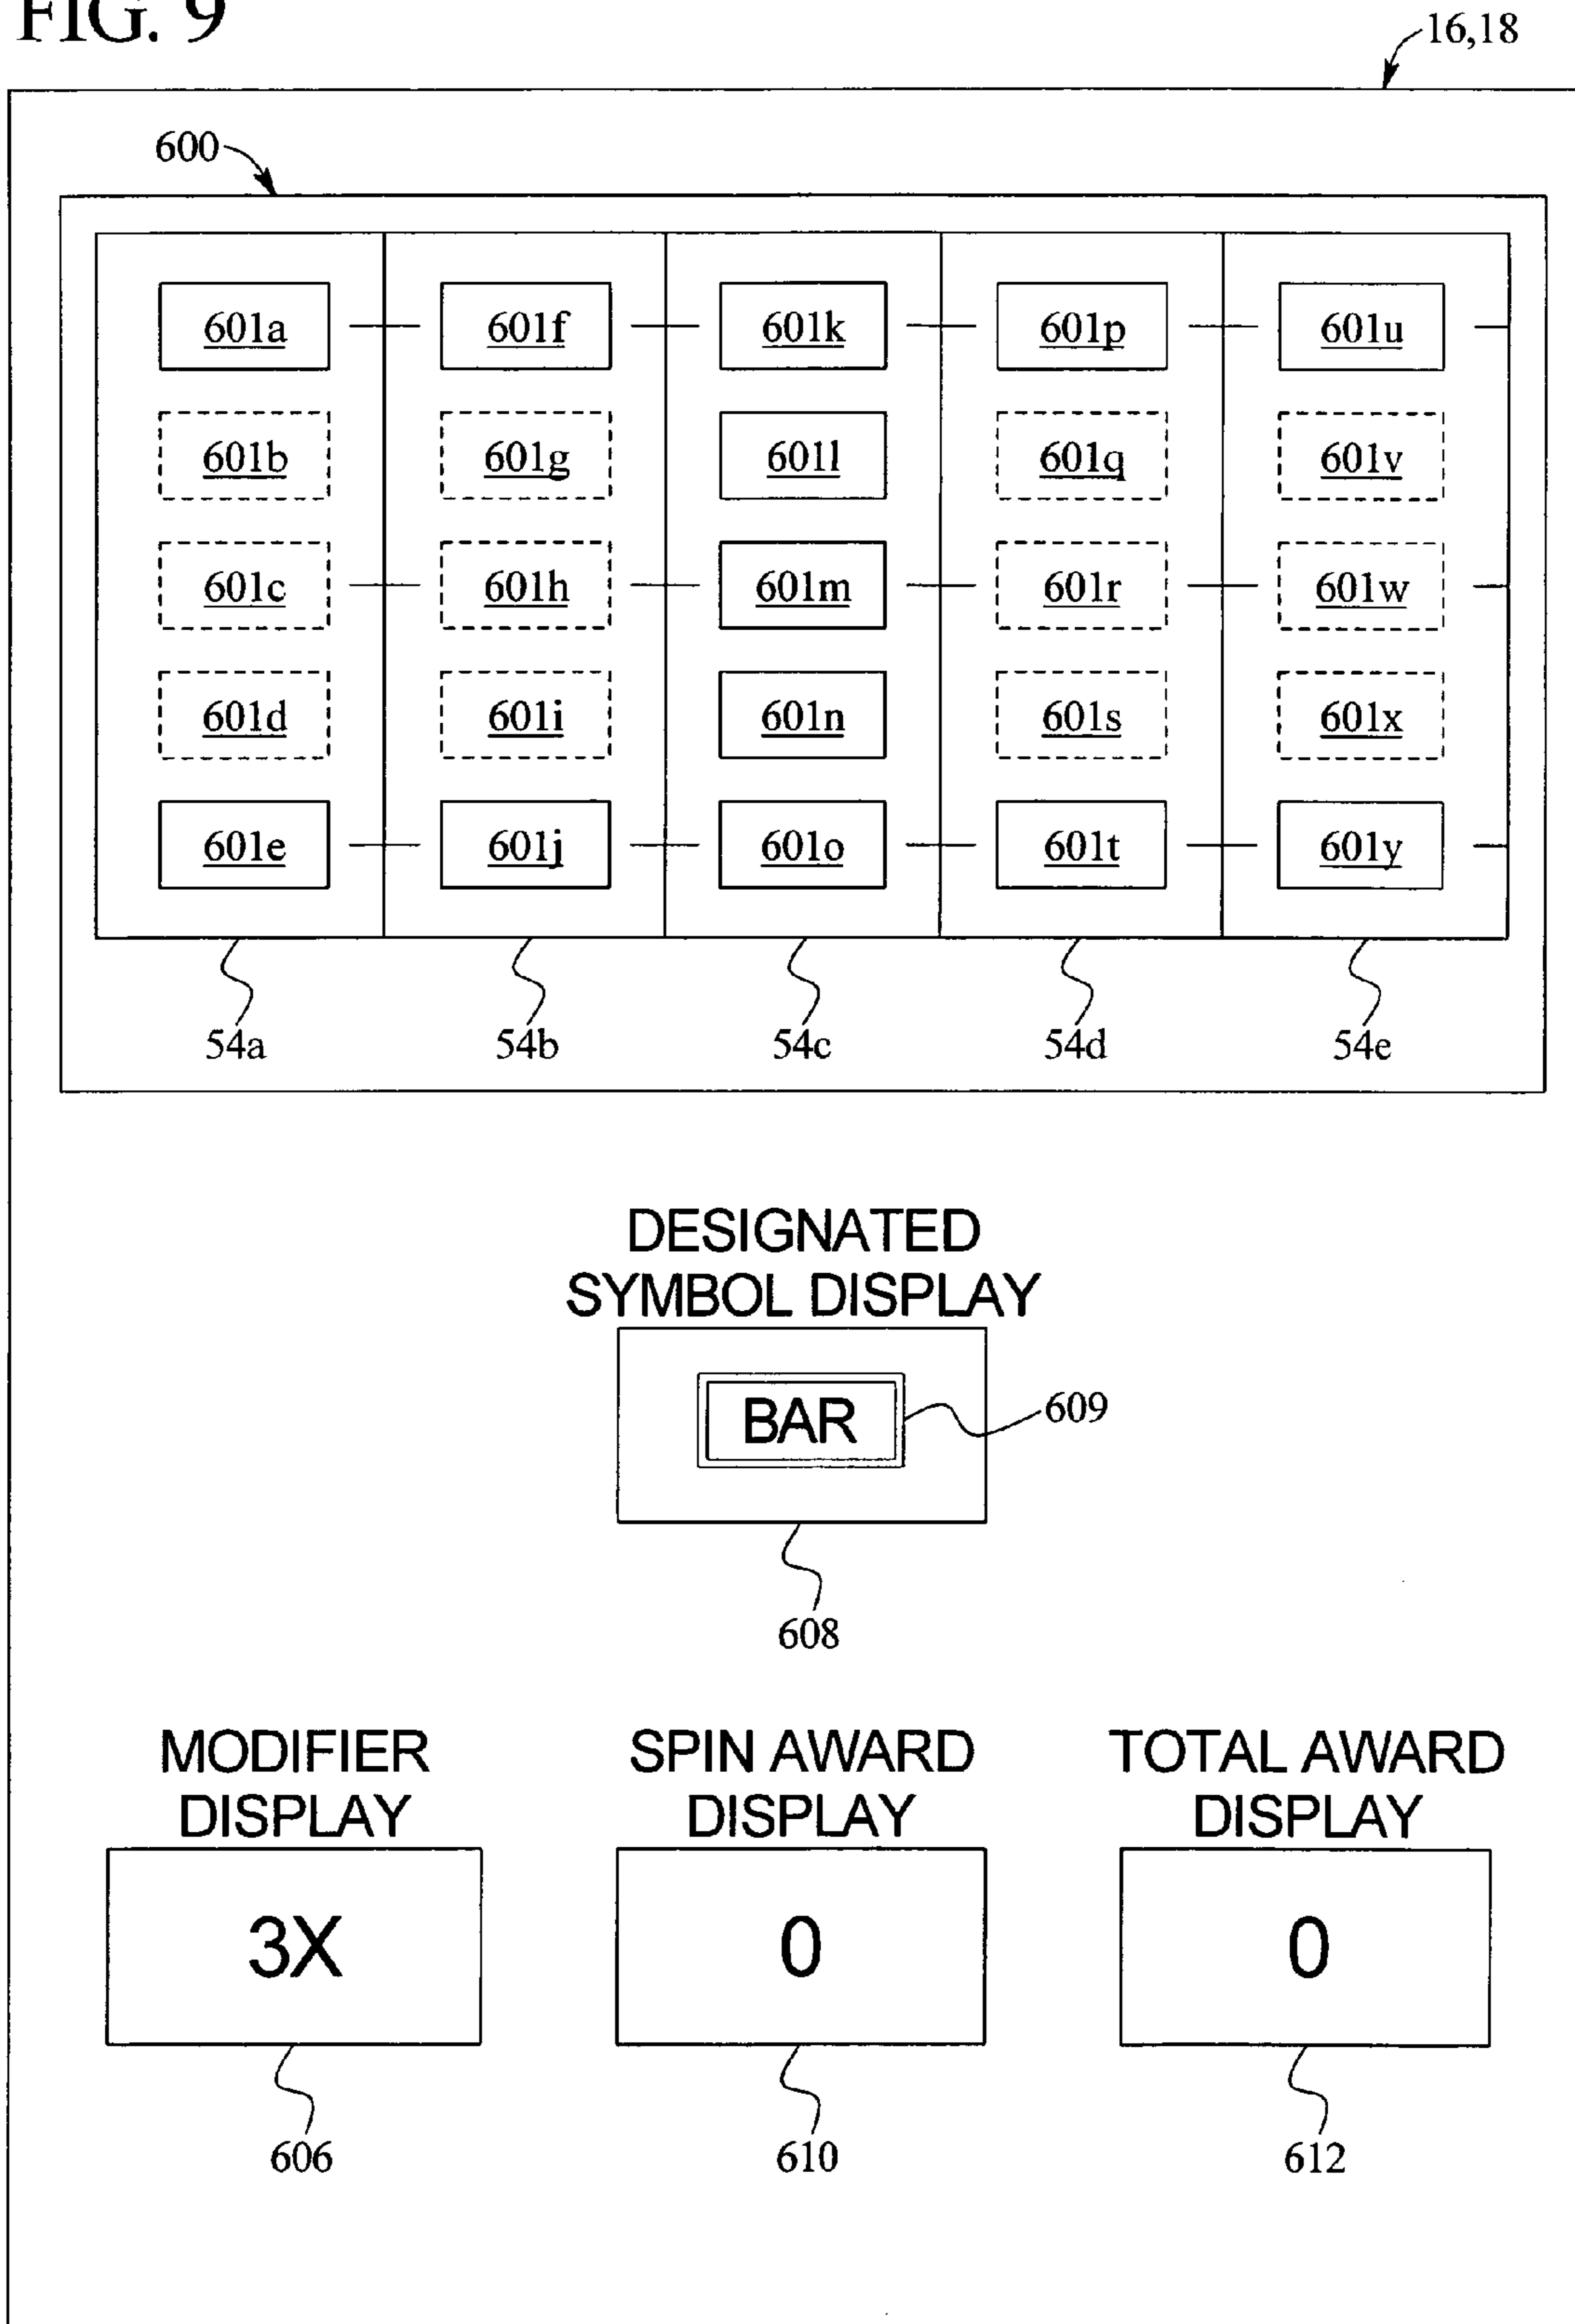 FIG. 9
16,18
600
601a 601f 601k 601p 601u
601b 601g 601l 601q 601v
601c 601h 601m 601r 601w
601d 601i 601n 601s 601x
601e 601j 601o 601t 601y
54a 54b 54c 54d 54e
DESIGNATED
SYMBOL DISPLAY
BAR
609
608
MODIFIER SPIN AWARD TOTAL AWARD
DISPLAY DISPLAY DISPLAY
3X 0 0
606 610 612